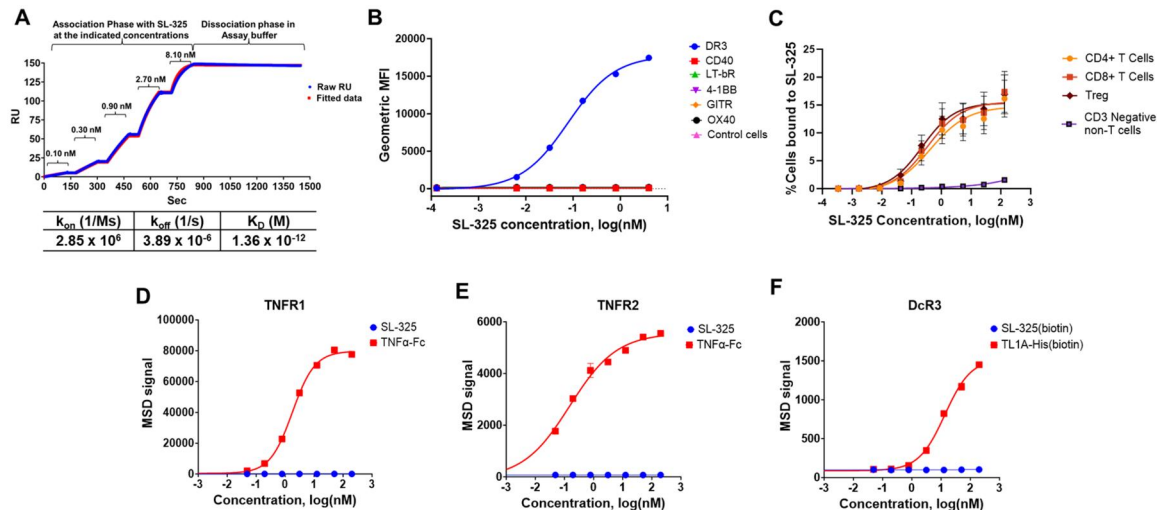 A
Association Phase with SL-325
at the indicated concentrations
Dissociation phase in
Assay buffer
8.10 nM
2.70 nM
0.90 nM
0.30 nM
0.10 nM
Raw RU
Fitted data
RU
150
125
100
75
50
25
0
0 150 300 450 600 750 900 1050 1200 1350 1500
Sec
kon (1/Ms) koff (1/s) KD (M)
2.85 x 10⁶ 3.89 x 10⁻⁶ 1.36 x 10⁻¹²
B
Geometric MFI
20000
15000
10000
5000
0
-4 -3 -2 -1 0 1
SL-325 concentration, log(nM)
DR3
CD40
LT-bR
4-1BB
GITR
OX40
Control cells
C
% Cells bound to SL-325
25
20
15
10
5
0
-4 -3 -2 -1 0 1 2 3
SL-325 Concentration, log(nM)
CD4+ T Cells
CD8+ T Cells
Treg
CD3 Negative
non-T cells
D
TNFR1
MSD signal
100000
80000
60000
40000
20000
0
-3 -2 -1 0 1 2 3
Concentration, log(nM)
SL-325
TNFα-Fc
E
TNFR2
MSD signal
6000
4000
2000
0
-3 -2 -1 0 1 2 3
Concentration, log(nM)
SL-325
TNFα-Fc
F
DcR3
MSD signal
2000
1500
1000
500
0
-3 -2 -1 0 1 2 3
Concentration, log(nM)
SL-325(biotin)
TL1A-His(biotin)